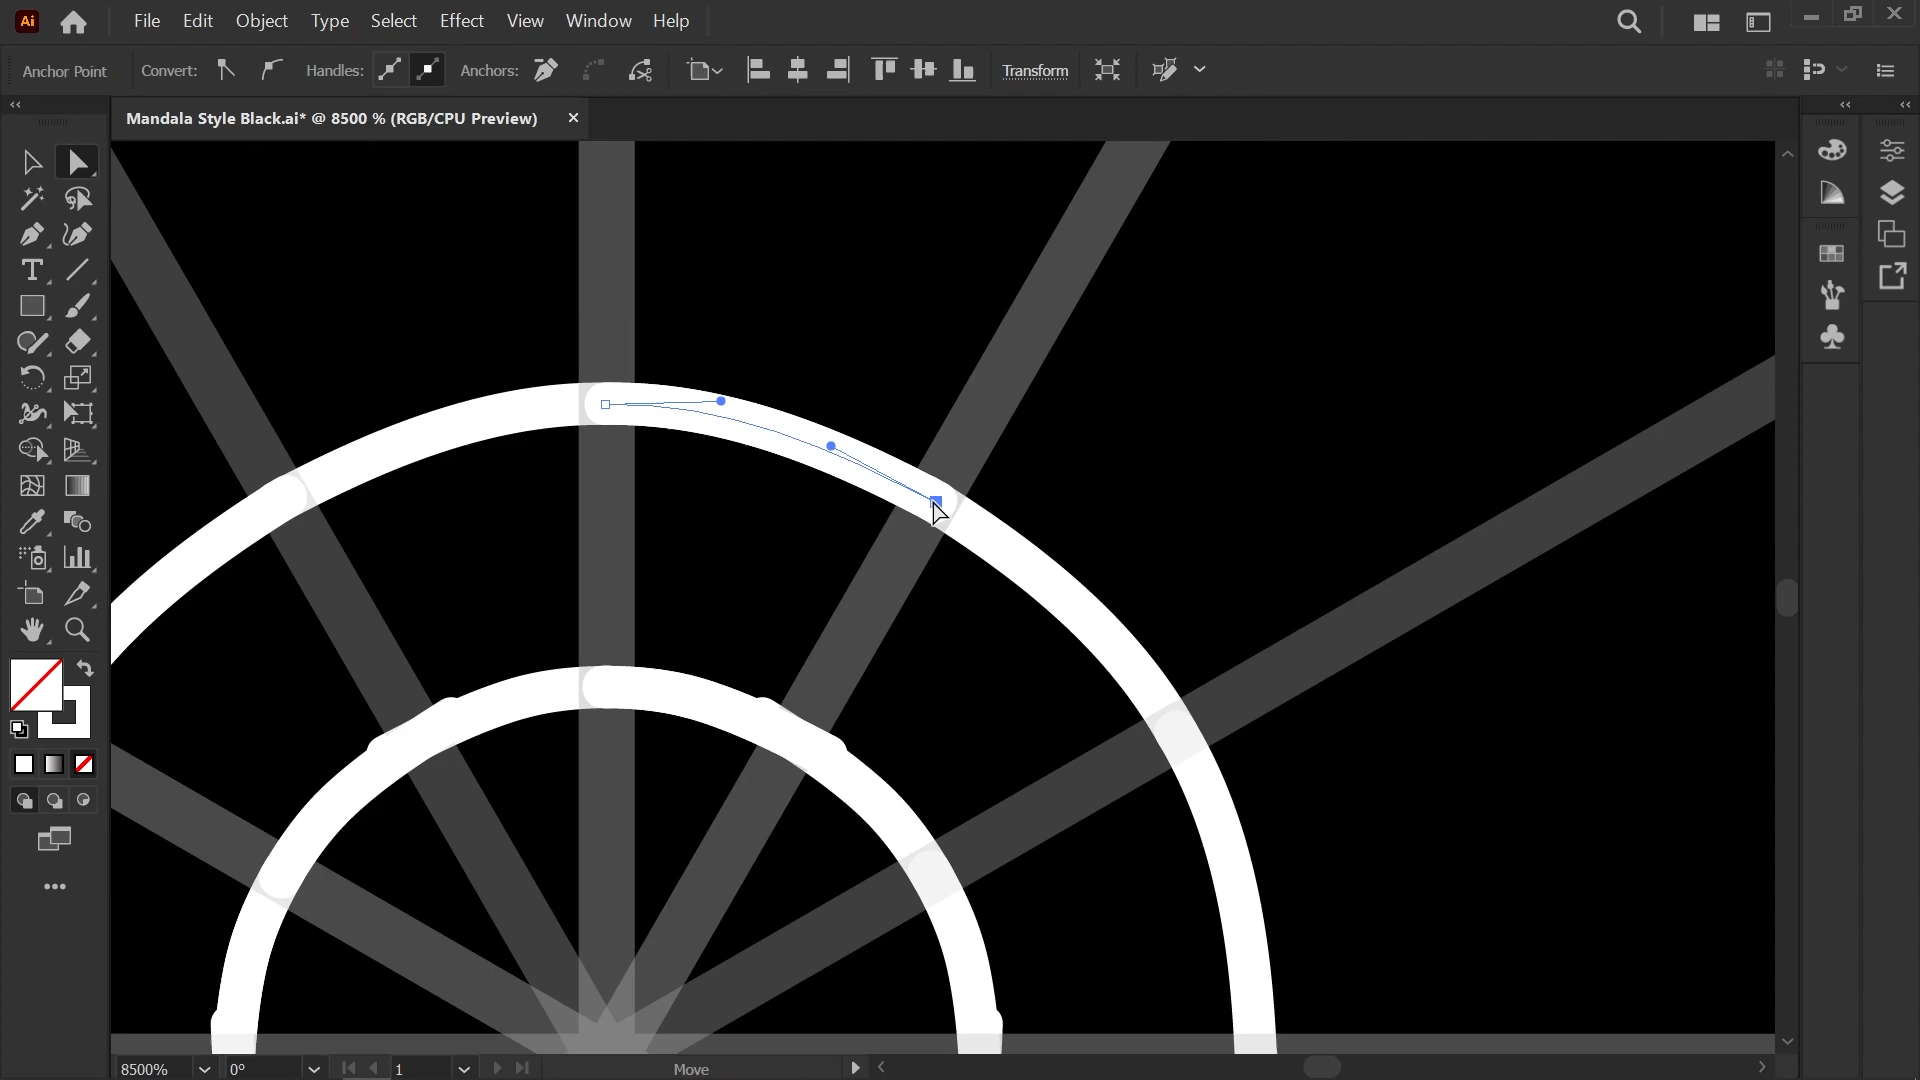 Ai File Edit Object Type Select Effect View Window Help
Anchor Point Convert: Handles: Anchors: Transform
Mandala Style Black.ai* @ 8500 % (RGB/CPU Preview)
T
8500% 0° 1 Move